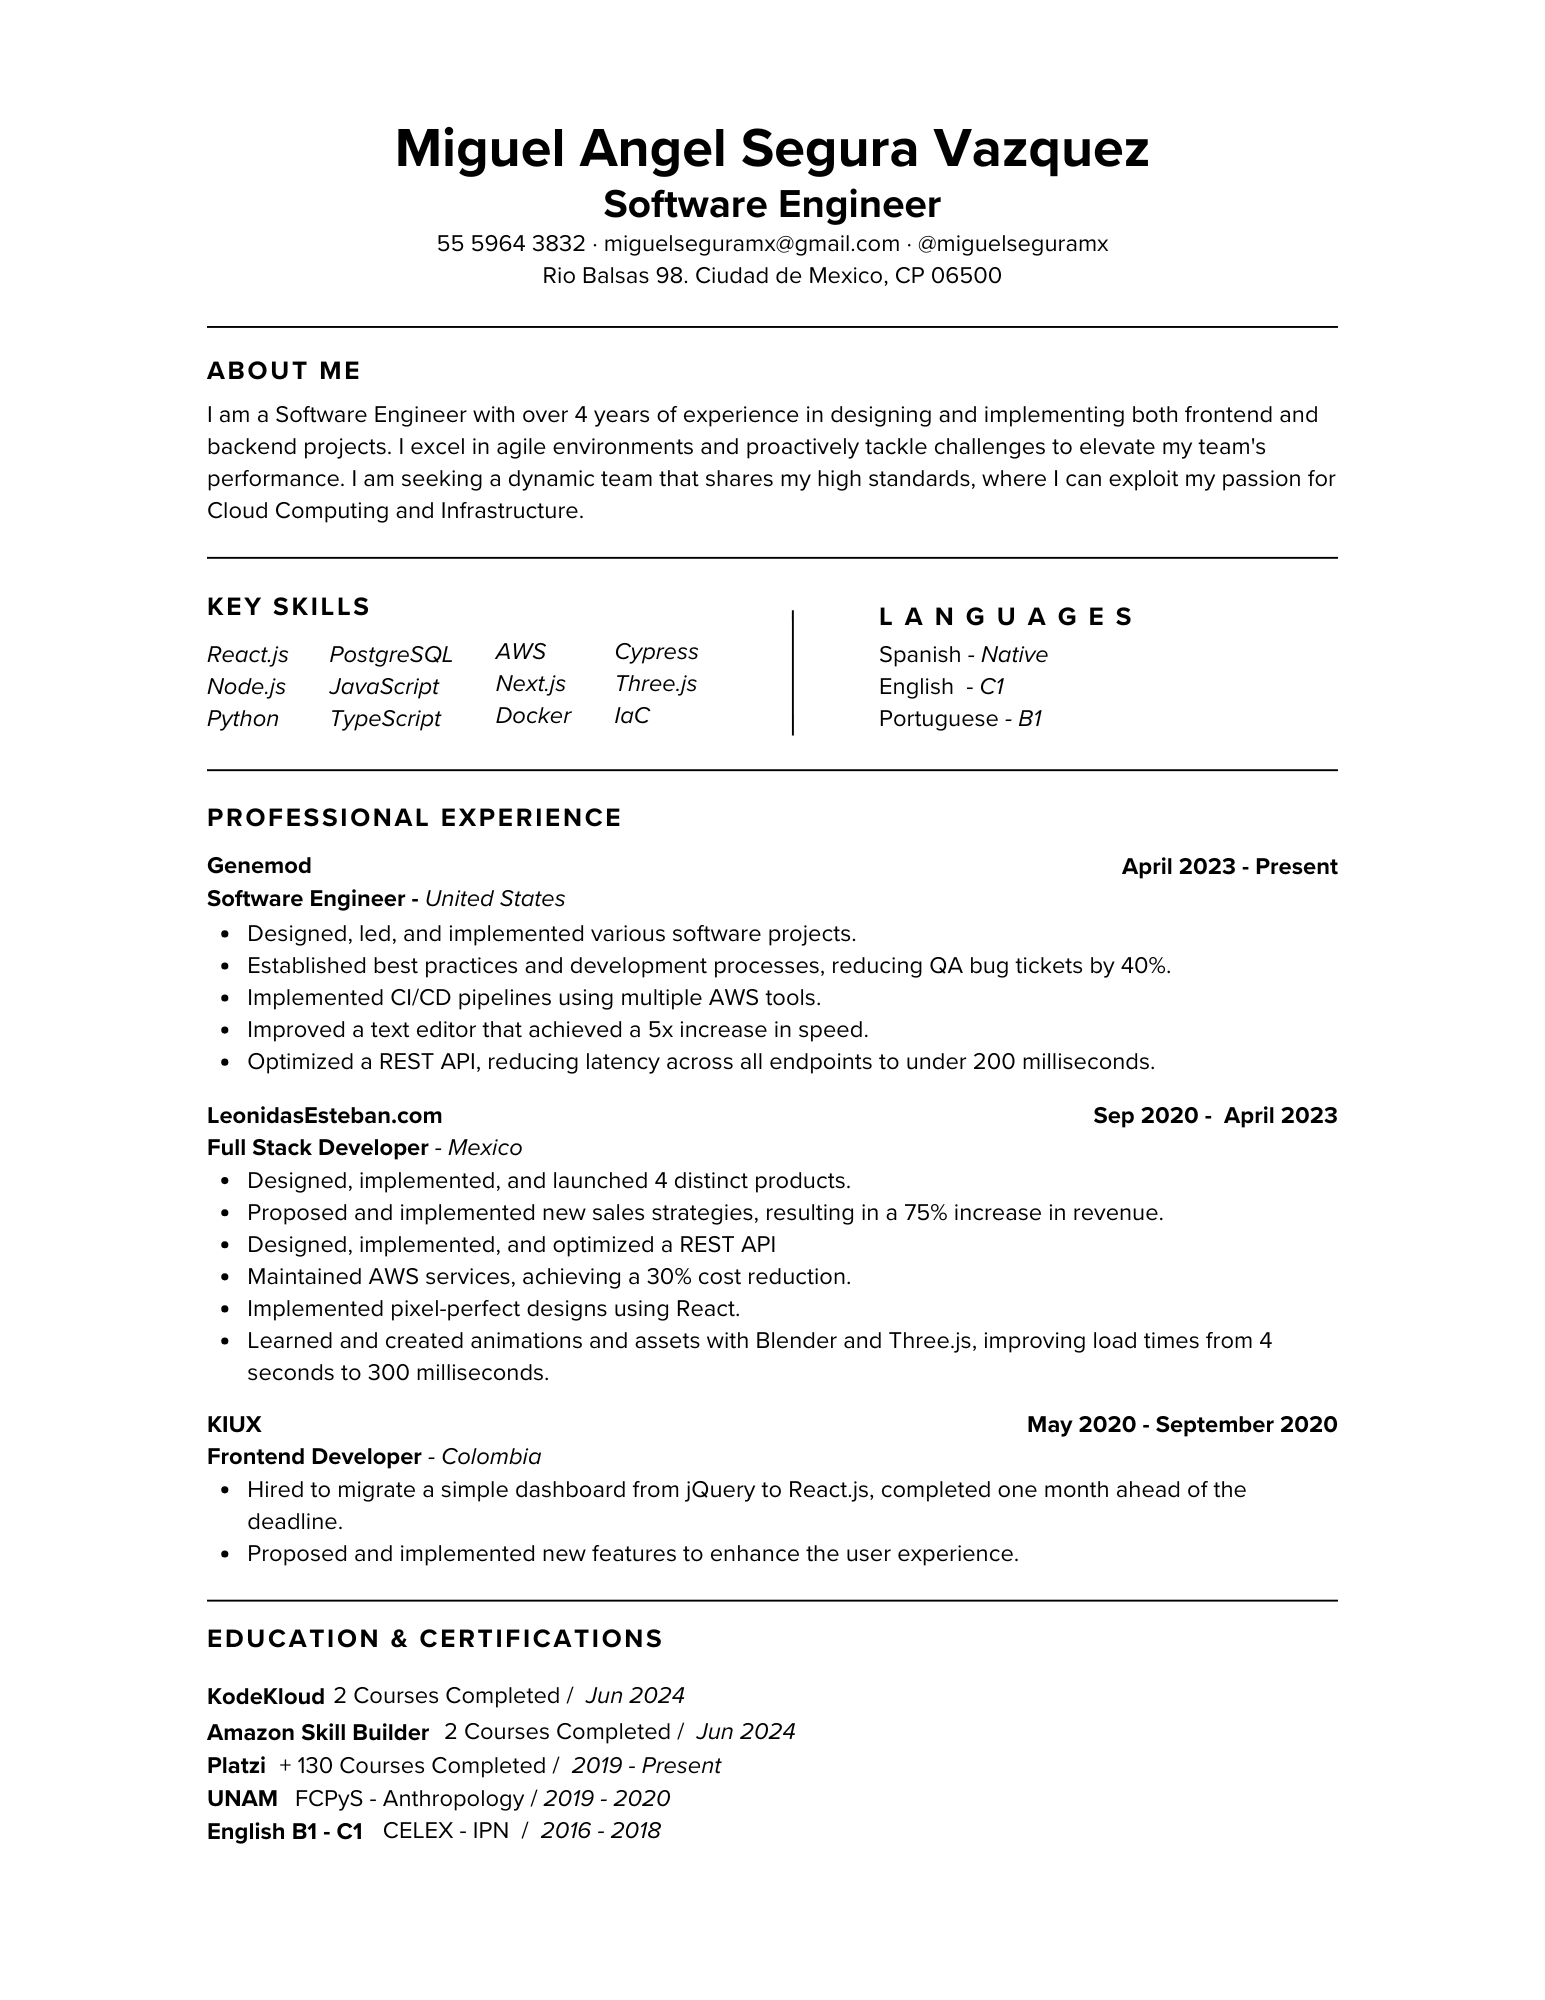 Miguel Angel Segura Vazquez
Software Engineer
55 5964 3832 · miguelseguramx@gmail.com · @miguelseguramx
Rio Balsas 98. Ciudad de Mexico, CP 06500
ABOUT ME
I am a Software Engineer with over 4 years of experience in designing and implementing both frontend and
backend projects. I excel in agile environments and proactively tackle challenges to elevate my team's
performance. I am seeking a dynamic team that shares my high standards, where I can exploit my passion for
Cloud Computing and Infrastructure.
KEY SKILLS
React.js PostgreSQL AWS Cypress
Node.js JavaScript Next.js Three.js
Python TypeScript Docker IaC
LANGUAGES
Spanish - Native
English - C1
Portuguese - B1
PROFESSIONAL EXPERIENCE
Genemod April 2023 - Present
Software Engineer - United States
• Designed, led, and implemented various software projects.
• Established best practices and development processes, reducing QA bug tickets by 40%.
• Implemented CI/CD pipelines using multiple AWS tools.
• Improved a text editor that achieved a 5x increase in speed.
• Optimized a REST API, reducing latency across all endpoints to under 200 milliseconds.
LeonidasEsteban.com Sep 2020 - April 2023
Full Stack Developer - Mexico
• Designed, implemented, and launched 4 distinct products.
• Proposed and implemented new sales strategies, resulting in a 75% increase in revenue.
• Designed, implemented, and optimized a REST API
• Maintained AWS services, achieving a 30% cost reduction.
• Implemented pixel-perfect designs using React.
• Learned and created animations and assets with Blender and Three.js, improving load times from 4
seconds to 300 milliseconds.
KIUX May 2020 - September 2020
Frontend Developer - Colombia
• Hired to migrate a simple dashboard from jQuery to React.js, completed one month ahead of the
deadline.
• Proposed and implemented new features to enhance the user experience.
EDUCATION & CERTIFICATIONS
KodeKloud 2 Courses Completed / Jun 2024
Amazon Skill Builder 2 Courses Completed / Jun 2024
Platzi + 130 Courses Completed / 2019 - Present
UNAM FCPyS - Anthropology / 2019 - 2020
English B1 - C1 CELEX - IPN / 2016 - 2018